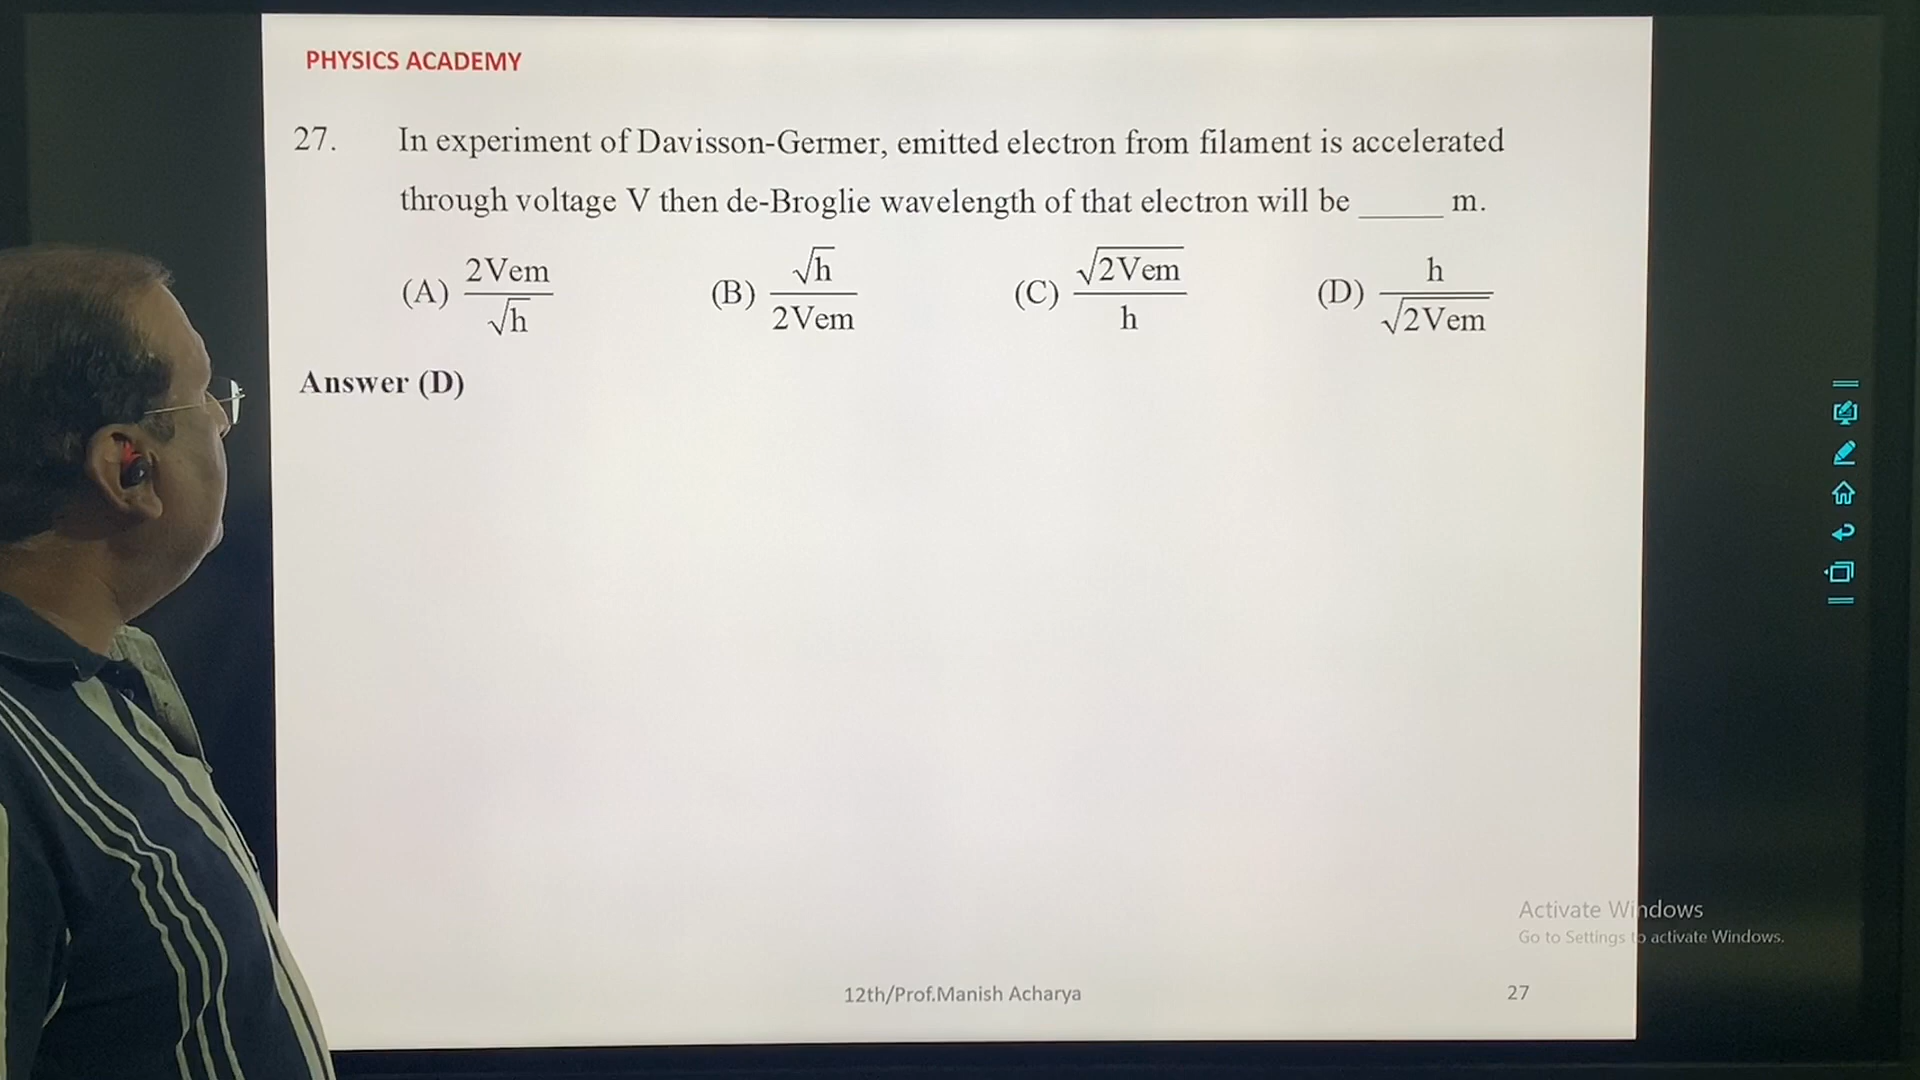 PHYSICS ACADEMY
27. In experiment of Davisson-Germer, emitted electron from filament is accelerated
through voltage V then de-Broglie wavelength of that electron will be ______ m.
(A) 2Vem/√h (B) √h/2Vem (C) √2Vem/h (D) h/√2Vem
Answer (D)
Activate Windows
Go to Settings to activate Windows.
12th/Prof.Manish Acharya 27